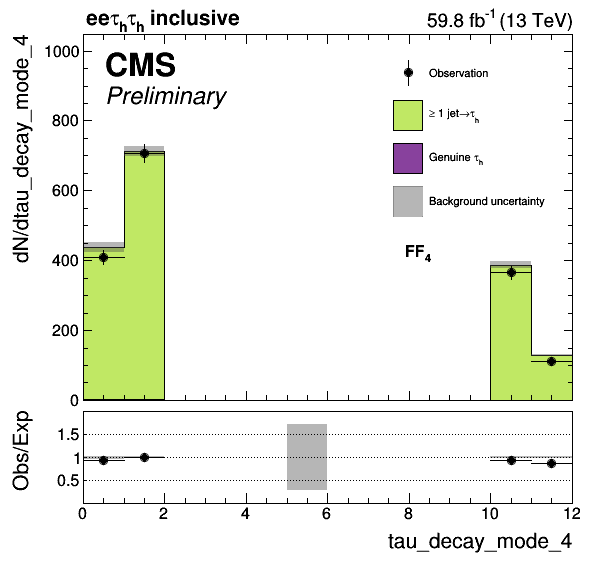 eeτhτh inclusive
59.8 fb-1 (13 TeV)
CMS
Preliminary
Observation
≥ 1 jet→τh
Genuine τh
Background uncertainty
FF4
dN/dtau_decay_mode_4
1000
800
600
400
200
0
Obs/Exp
1.5
1
0.5
0 2 4 6 8 10 12
tau_decay_mode_4